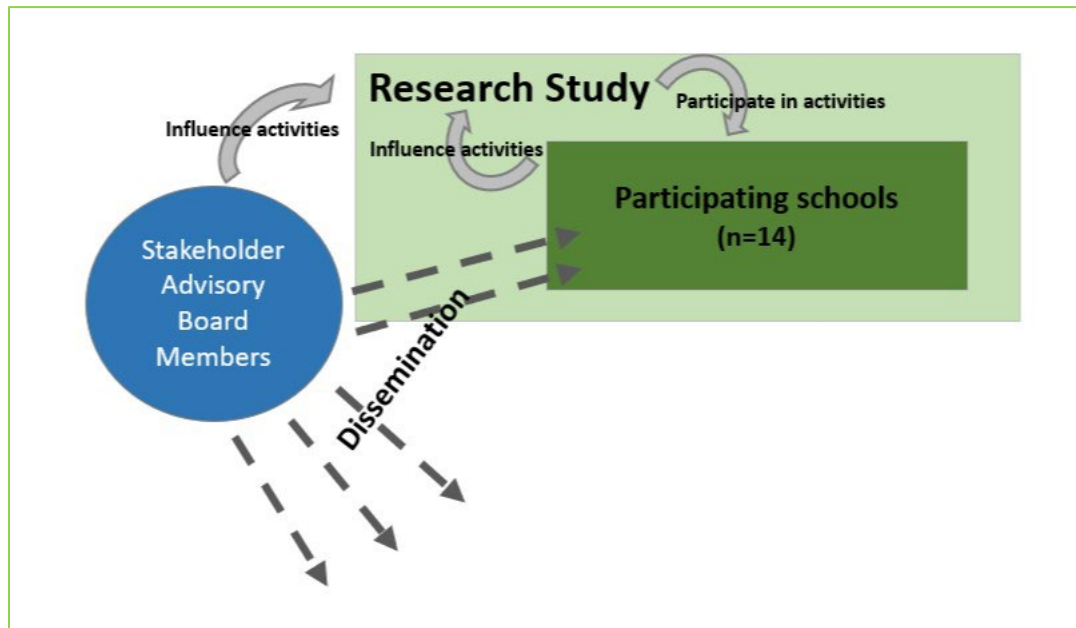 Research Study
Participate in activities
Influence activities
Influence activities
Participating schools
(n=14)
Stakeholder
Advisory
Board
Members
Dissemination